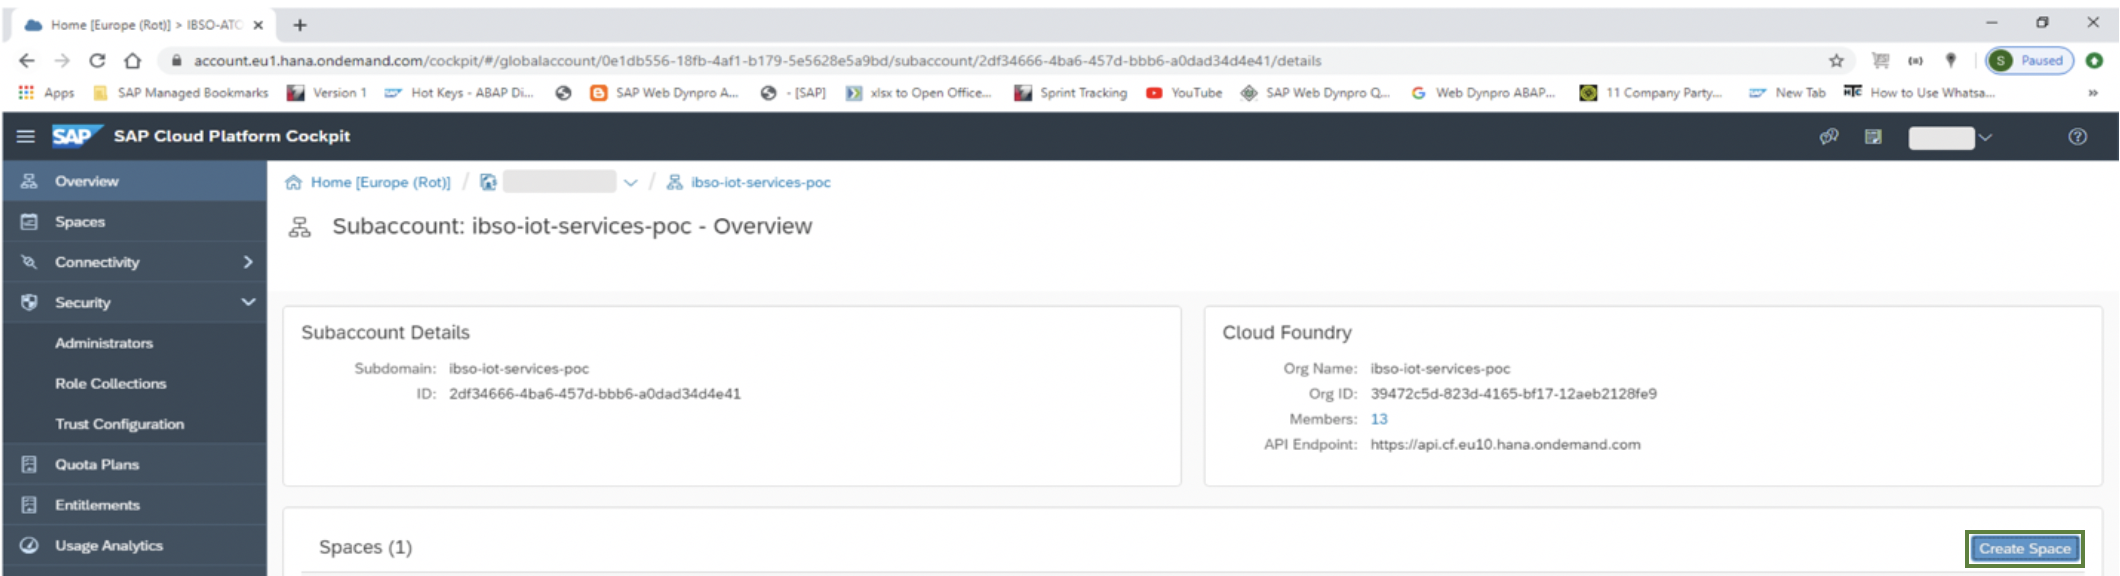 Home [Europe (Rot)] > IBSO-ATC
account.eu1.hana.ondemand.com/cockpit/#/globalaccount/0e1db556-18fb-4af1-b179-5e5628e5a9bd/subaccount/2df34666-4ba6-457d-bbb6-a0dad34d4e41/details
S Paused
Apps SAP Managed Bookmarks Version 1 Hot Keys - ABAP Di... SAP Web Dynpro A... - [SAP] xlsx to Open Office... Sprint Tracking YouTube SAP Web Dynpro Q... Web Dynpro ABAP... 11 Company Party... New Tab How to Use Whatsa... »
SAP SAP Cloud Platform Cockpit
Overview
Spaces
Connectivity
Security
Administrators
Role Collections
Trust Configuration
Quota Plans
Entitlements
Usage Analytics
Home [Europe (Rot)] / / ibso-iot-services-poc
Subaccount: ibso-iot-services-poc - Overview
Subaccount Details
Subdomain: ibso-iot-services-poc
ID: 2df34666-4ba6-457d-bbb6-a0dad34d4e41
Cloud Foundry
Org Name: ibso-iot-services-poc
Org ID: 39472c5d-823d-4165-bf17-12aeb2128fe9
Members: 13
API Endpoint: https://api.cf.eu10.hana.ondemand.com
Spaces (1)
Create Space